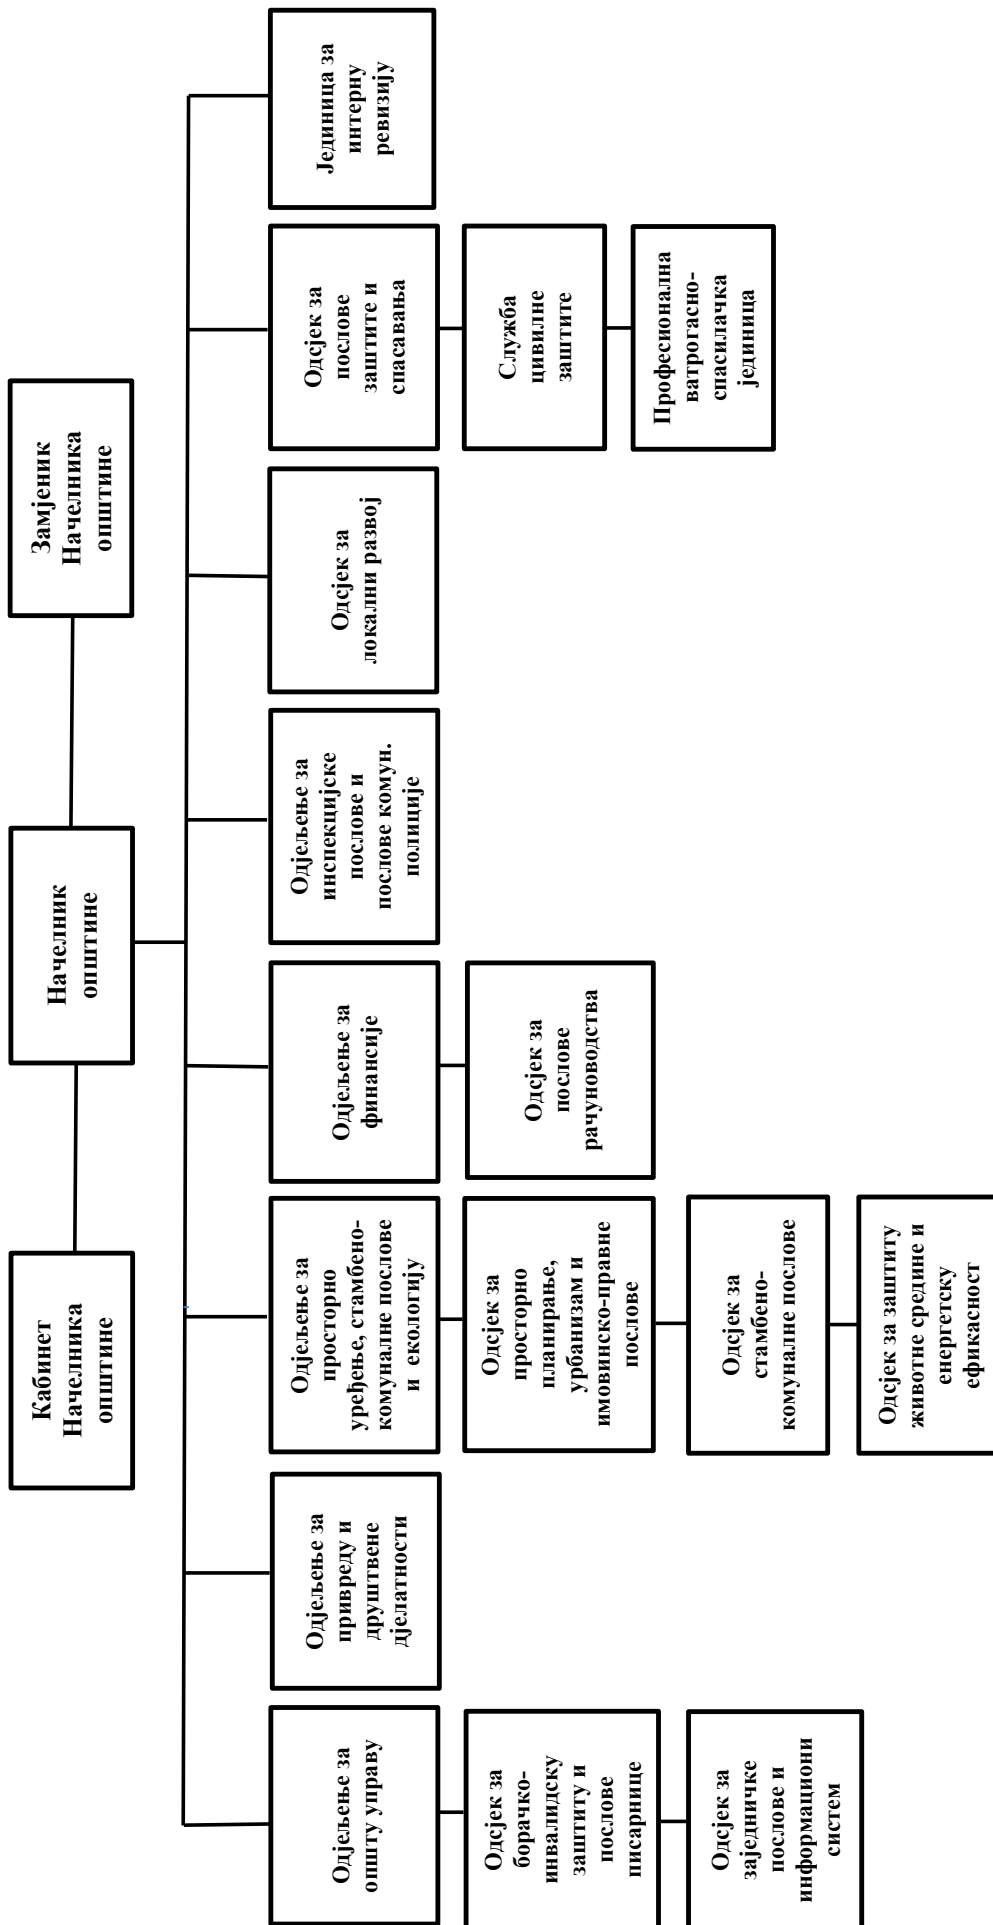 Кабинет
Начелника
општине
Начелник
општине
Замјеник
Начелника
општине
Одјељење за
општу управу
Одјељење за
привреду и
друштвене
дјелатности
Одјељење за
просторно
уређење, стамбено-
комуналне послове
и екологију
Одјељење за
финансије
Одјељење за
инспекцијске
послове и
послове комун.
полиције
Одсјек за
локални развој
Одсјек за
послове
заштите и
спасавања
Јединица за
интерну
ревизију
Одсјек за
борачко-
инвалидску
заштиту и
послове
писарнице
Одсјек за
просторно
планирање,
урбанизам и
имовинско-правне
послове
Одсјек за
послове
рачуноводства
Служба
цивилне
заштите
Одсјек за
заједничке
послове и
информациони
систем
Одсјек за
стамбено-
комуналне послове
Професионална
ватрогасно-
спасилачка
јединица
Одсјек за заштиту
животне средине и
енергетску
ефикасност